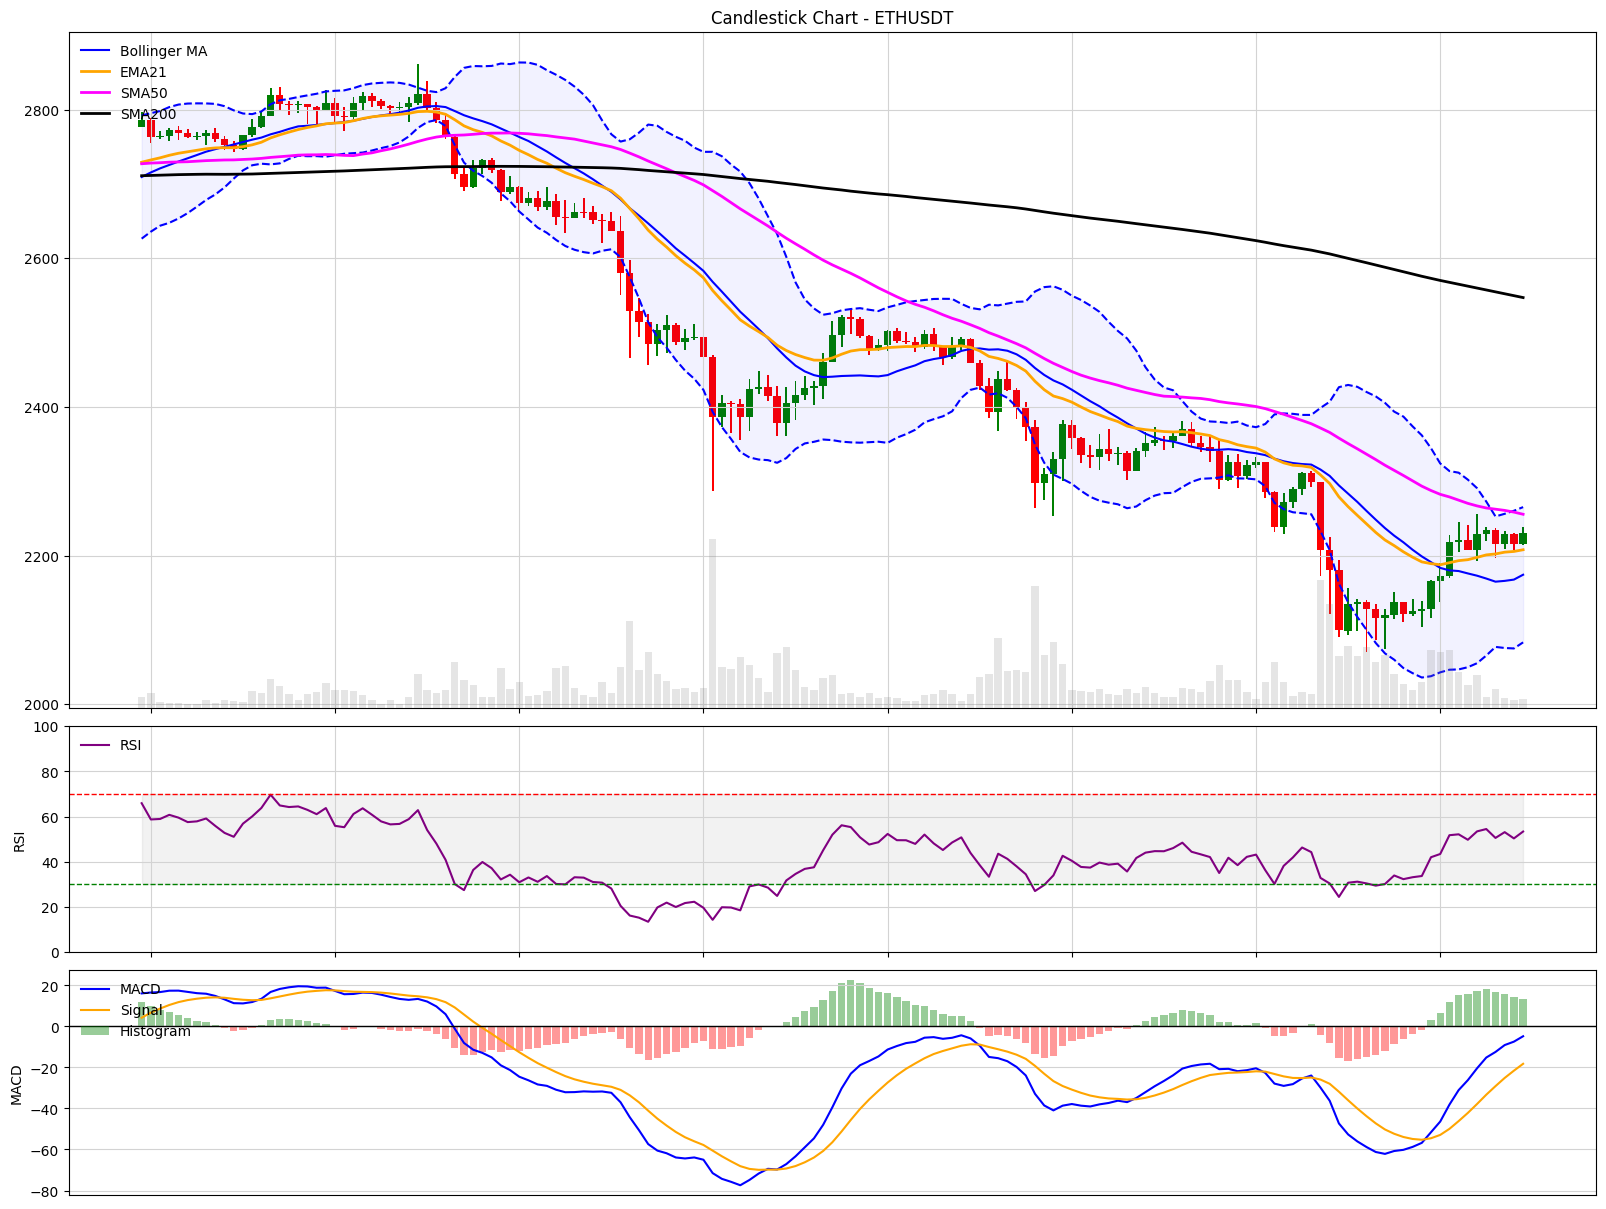 Candlestick Chart - ETHUSDT
Bollinger MA
EMA21
SMA50
SMA200
2800
2600
2400
2200
2000
RSI
100
80
60
40
20
0
RSI
MACD
Signal
Histogram
20
0
−20
−40
−60
−80
MACD